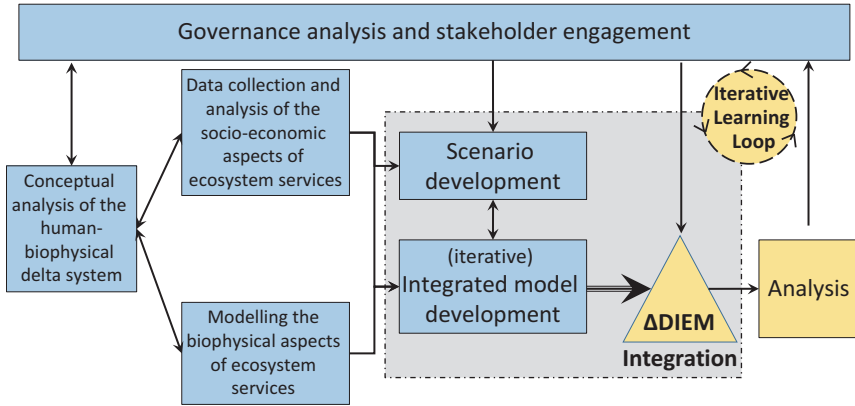 Governance analysis and stakeholder engagement
Data collection and
analysis of the
socio-economic
aspects of
ecosystem services
Iterative
Learning
Loop
Scenario
development
Conceptual
analysis of the
human-
biophysical
delta system
(iterative)
Integrated model
development
ΔDIEM
Integration
Analysis
Modelling the
biophysical aspects
of ecosystem
services